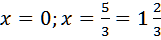 x = 0; x = 5/3 = 1 2/3